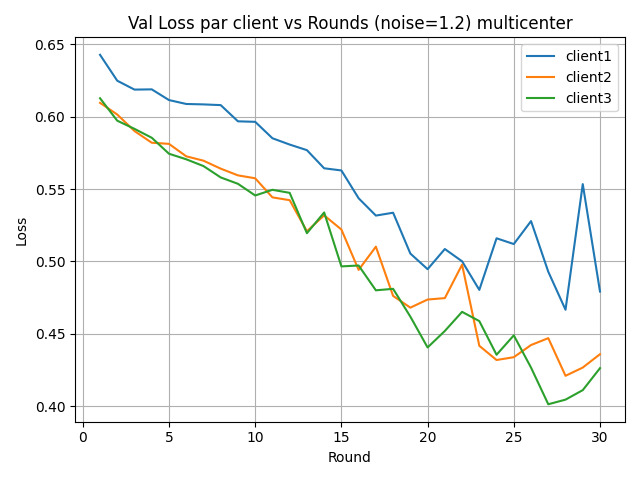 Val Loss par client vs Rounds (noise=1.2) multicenter
client1
client2
client3
Loss
0.65
0.60
0.55
0.50
0.45
0.40
0
5
10
15
20
25
30
Round